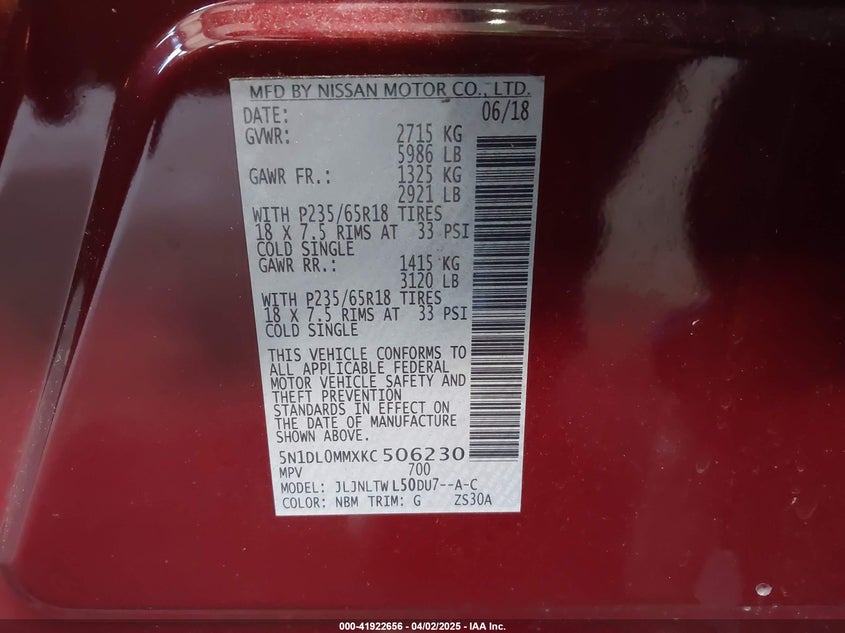 MFD BY NISSAN MOTOR CO., LTD.
DATE: 06/18
GVWR: 2715 KG
5986 LB
GAWR FR.: 1325 KG
2921 LB
WITH P235/65R18 TIRES
18 X 7.5 RIMS AT 33 PSI
COLD SINGLE
GAWR RR.: 1415 KG
3120 LB
WITH P235/65R18 TIRES
18 X 7.5 RIMS AT 33 PSI
COLD SINGLE
THIS VEHICLE CONFORMS TO
ALL APPLICABLE FEDERAL
MOTOR VEHICLE SAFETY AND
THEFT PREVENTION
STANDARDS IN EFFECT ON
THE DATE OF MANUFACTURE
SHOWN ABOVE.
5N1DL0MMXKC506230
MPV 700
MODEL: JLJNLTWL50DU7--A-C
COLOR: NBM TRIM: G ZS30A
000-41922656 - 04/02/2025 - IAA Inc.